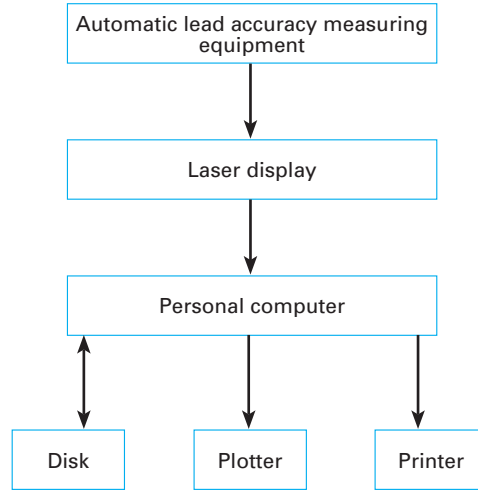 Automatic lead accuracy measuring
equipment
Laser display
Personal computer
Disk
Plotter
Printer